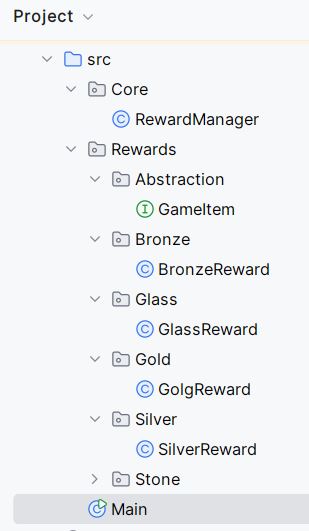 Project
src
Core
C RewardManager
Rewards
Abstraction
I GameItem
Bronze
C BronzeReward
Glass
C GlassReward
Gold
C GolgReward
Silver
C SilverReward
Stone
C Main